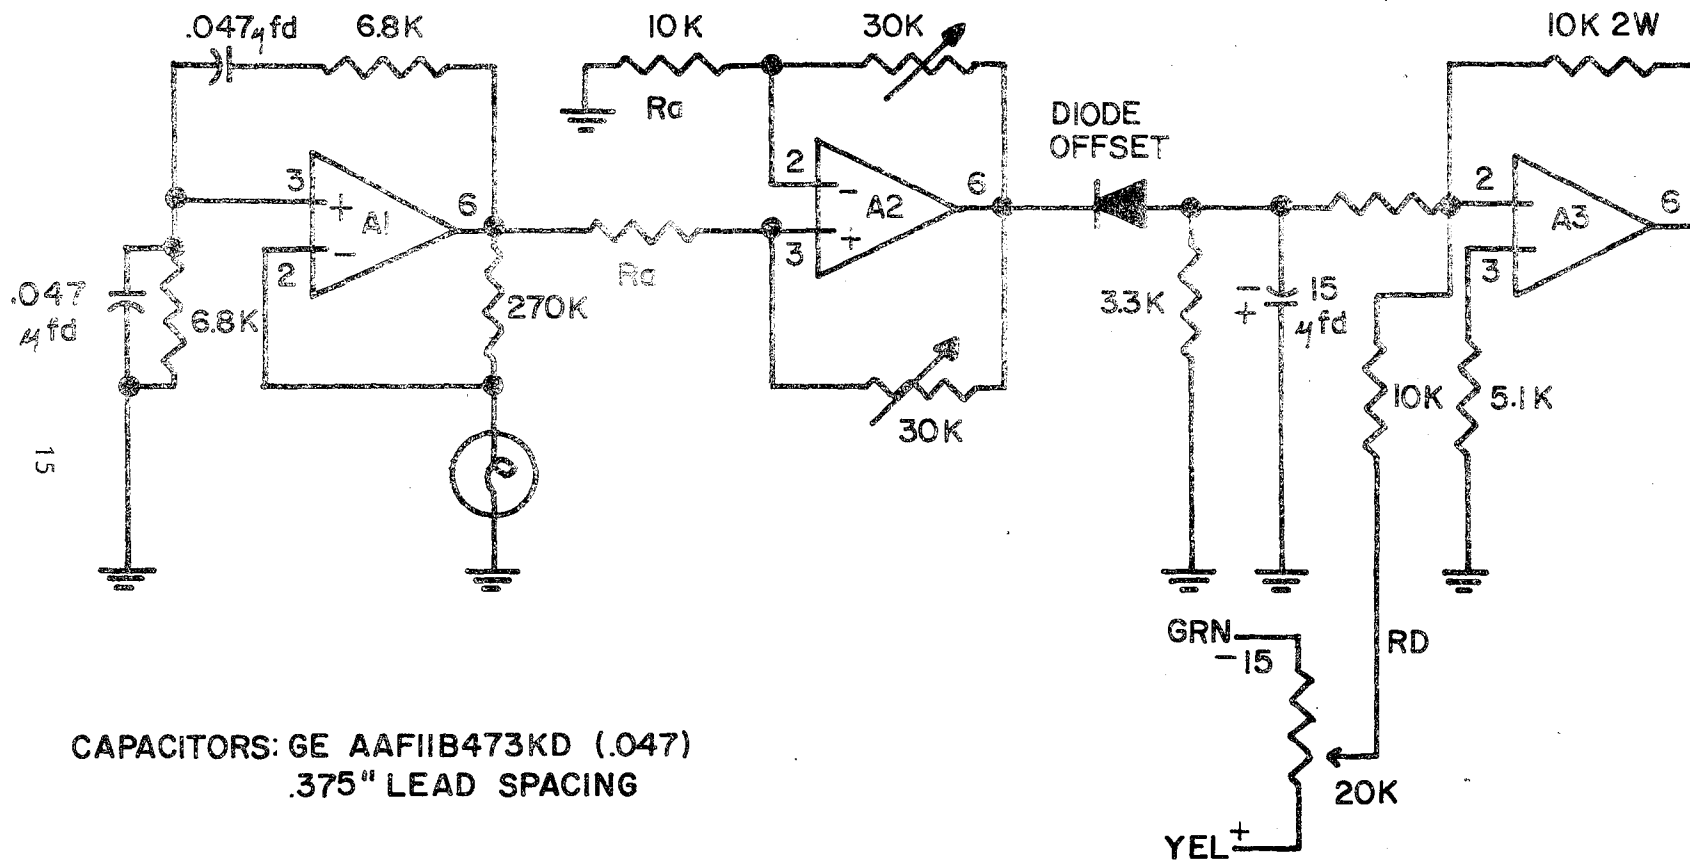 .047µfd
6.8K
10K
30K
10K 2W
Ra
DIODE
OFFSET
3
+
A1
-
2
6
2
-
A2
+
3
6
2
A3
3
6
.047
µfd
6.8K
270K
Ra
30K
3.3K
-
+
15
µfd
10K
5.1K
15
GRN
-15
RD
20K
YEL +
CAPACITORS: GE AAF11B473KD (.047)
.375" LEAD SPACING